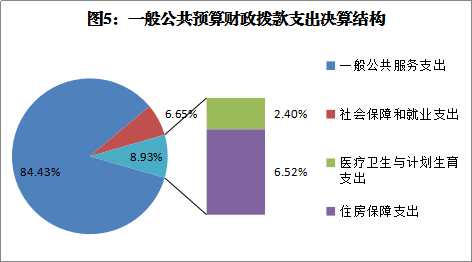 图5：一般公共预算财政拨款支出决算结构
84.43%
6.65%
8.93%
2.40%
6.52%
一般公共服务支出
社会保障和就业支出
医疗卫生与计划生育
支出
住房保障支出